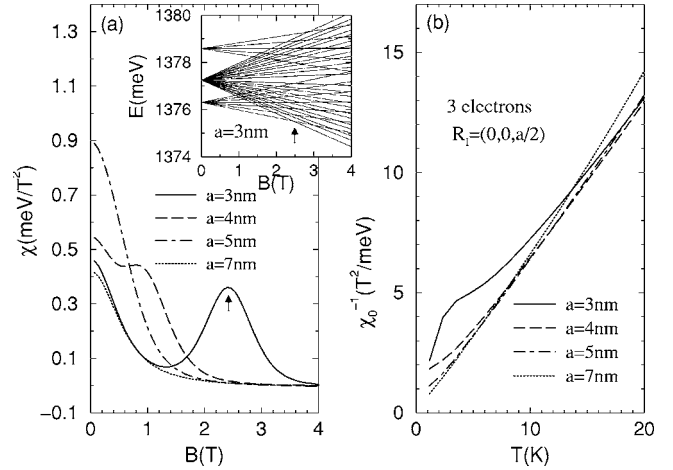 (a)
χ(meV/T²)
1.3
1.1
0.9
0.7
0.5
0.3
0.1
−0.1
0 1 2 3 4
B(T)
a=3nm
a=4nm
a=5nm
a=7nm
E(meV)
1380
1378
1376
1374
0 1 2 3 4
B(T)
a=3nm
(b)
χ₀⁻¹(T²/meV)
15
10
5
0
0 10 20
T(K)
3 electrons
Rᵢ=(0,0,a/2)
a=3nm
a=4nm
a=5nm
a=7nm